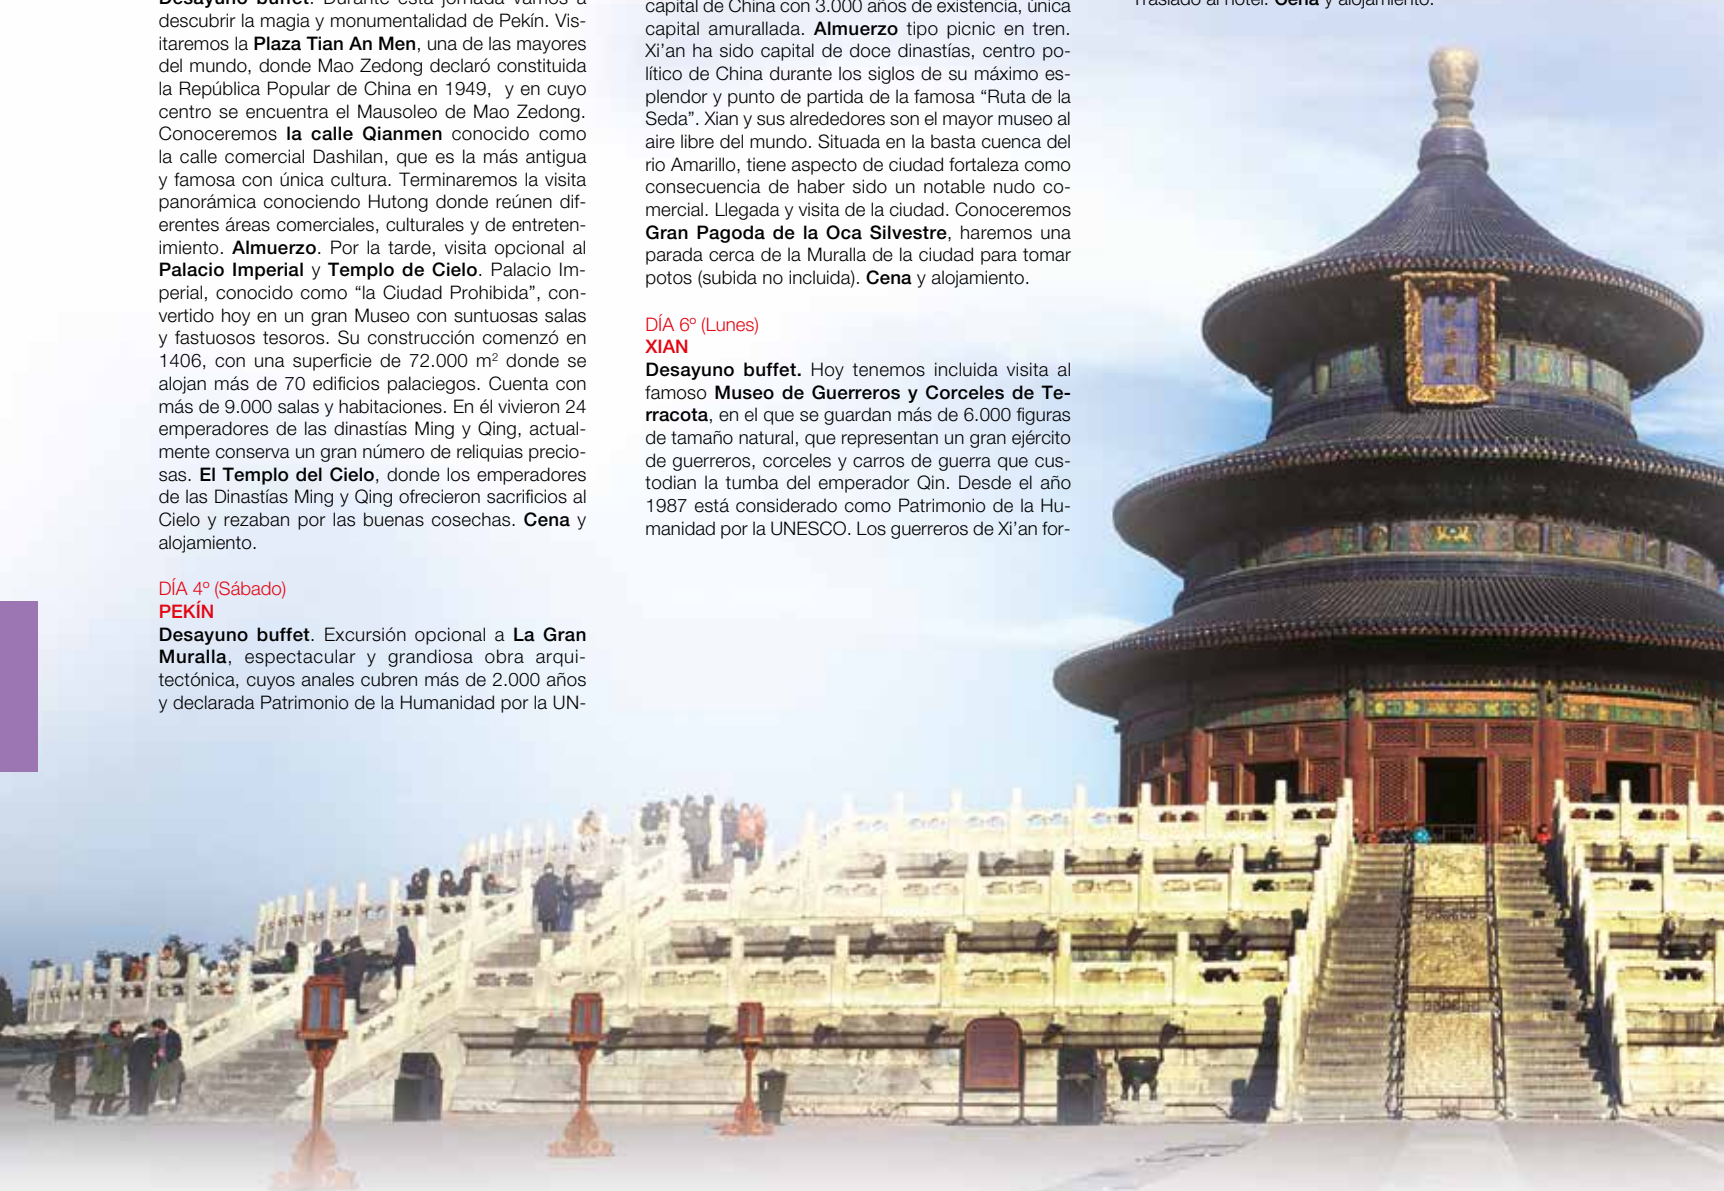 Desayuno buffet. Durante esta jornada vamos a
descubrir la magia y monumentalidad de Pekín. Vis-
itaremos la Plaza Tian An Men, una de las mayores
del mundo, donde Mao Zedong declaró constituida
la República Popular de China en 1949, y en cuyo
centro se encuentra el Mausoleo de Mao Zedong.
Conoceremos la calle Qianmen conocido como
la calle comercial Dashilan, que es la más antigua
y famosa con única cultura. Terminaremos la visita
panorámica conociendo Hutong donde reúnen dif-
erentes áreas comerciales, culturales y de entreten-
imiento. Almuerzo. Por la tarde, visita opcional al
Palacio Imperial y Templo de Cielo. Palacio Im-
perial, conocido como “la Ciudad Prohibida”, con-
vertido hoy en un gran Museo con suntuosas salas
y fastuosos tesoros. Su construcción comenzó en
1406, con una superficie de 72.000 m² donde se
alojan más de 70 edificios palaciegos. Cuenta con
más de 9.000 salas y habitaciones. En él vivieron 24
emperadores de las dinastías Ming y Qing, actual-
mente conserva un gran número de reliquias precio-
sas. El Templo del Cielo, donde los emperadores
de las Dinastías Ming y Qing ofrecieron sacrificios al
Cielo y rezaban por las buenas cosechas. Cena y
alojamiento.
DÍA 4º (Sábado)
PEKÍN
Desayuno buffet. Excursión opcional a La Gran
Muralla, espectacular y grandiosa obra arqui-
tectónica, cuyos anales cubren más de 2.000 años
y declarada Patrimonio de la Humanidad por la UN-
capital de China con 3.000 años de existencia, única
capital amurallada. Almuerzo tipo picnic en tren.
Xi’an ha sido capital de doce dinastías, centro po-
lítico de China durante los siglos de su máximo es-
plendor y punto de partida de la famosa “Ruta de la
Seda”. Xian y sus alrededores son el mayor museo al
aire libre del mundo. Situada en la basta cuenca del
rio Amarillo, tiene aspecto de ciudad fortaleza como
consecuencia de haber sido un notable nudo co-
mercial. Llegada y visita de la ciudad. Conoceremos
Gran Pagoda de la Oca Silvestre, haremos una
parada cerca de la Muralla de la ciudad para tomar
potos (subida no incluida). Cena y alojamiento.
DÍA 6º (Lunes)
XIAN
Desayuno buffet. Hoy tenemos incluida visita al
famoso Museo de Guerreros y Corceles de Te-
rracota, en el que se guardan más de 6.000 figuras
de tamaño natural, que representan un gran ejército
de guerreros, corceles y carros de guerra que cus-
todian la tumba del emperador Qin. Desde el año
1987 está considerado como Patrimonio de la Hu-
manidad por la UNESCO. Los guerreros de Xi’an for-
Traslado al hotel. Cena y alojamiento.